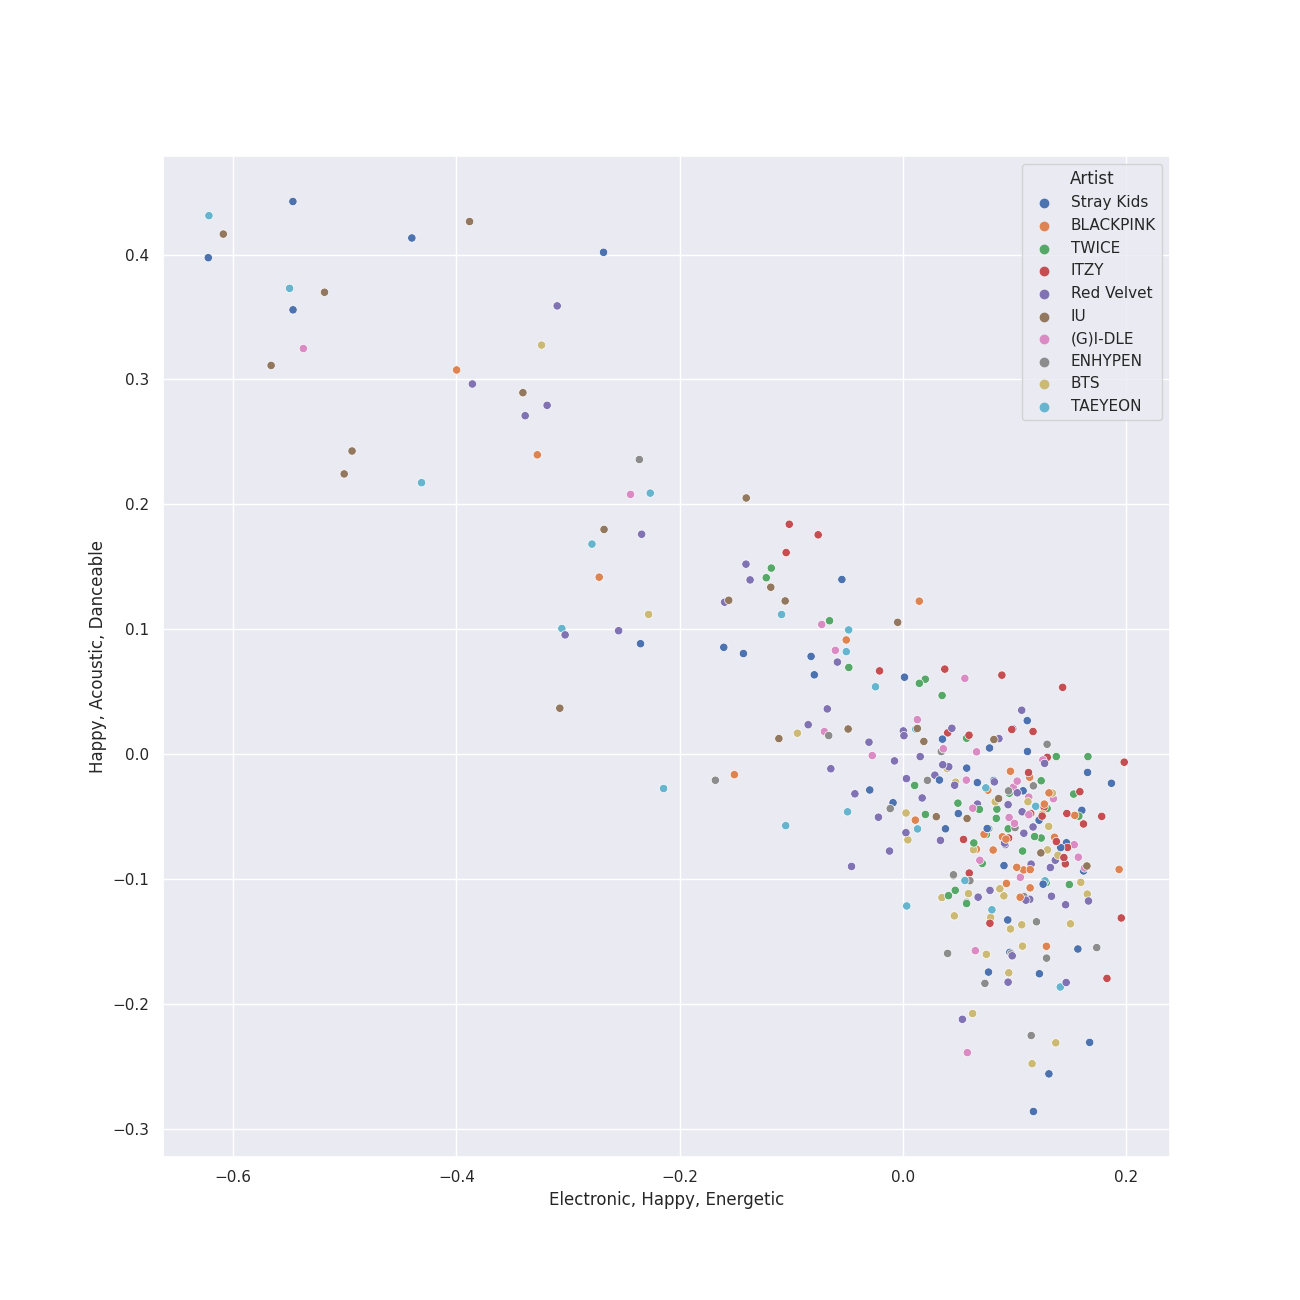 Artist
Stray Kids
BLACKPINK
TWICE
ITZY
Red Velvet
IU
(G)I-DLE
ENHYPEN
BTS
TAEYEON
0.4
0.3
0.2
0.1
0.0
−0.1
−0.2
−0.3
Happy, Acoustic, Danceable
−0.6 −0.4 −0.2 0.0 0.2
Electronic, Happy, Energetic